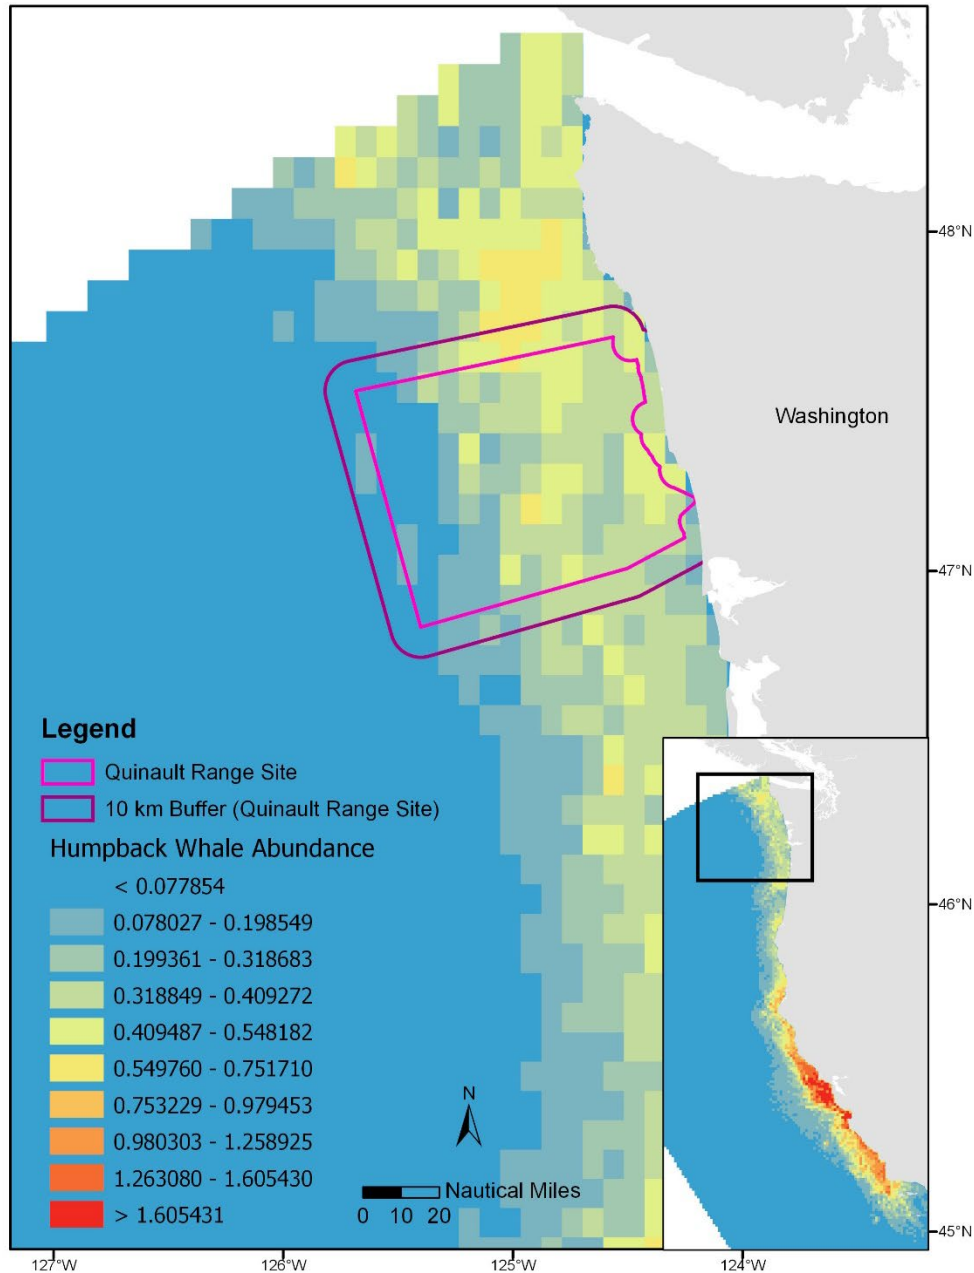 48°N
Washington
47°N
Legend
Quinault Range Site
10 km Buffer (Quinault Range Site)
Humpback Whale Abundance
< 0.077854
0.078027 - 0.198549
0.199361 - 0.318683
0.318849 - 0.409272
0.409487 - 0.548182
0.549760 - 0.751710
0.753229 - 0.979453
0.980303 - 1.258925
1.263080 - 1.605430
> 1.605431
N
Nautical Miles
0 10 20
46°N
45°N
127°W 126°W 125°W 124°W